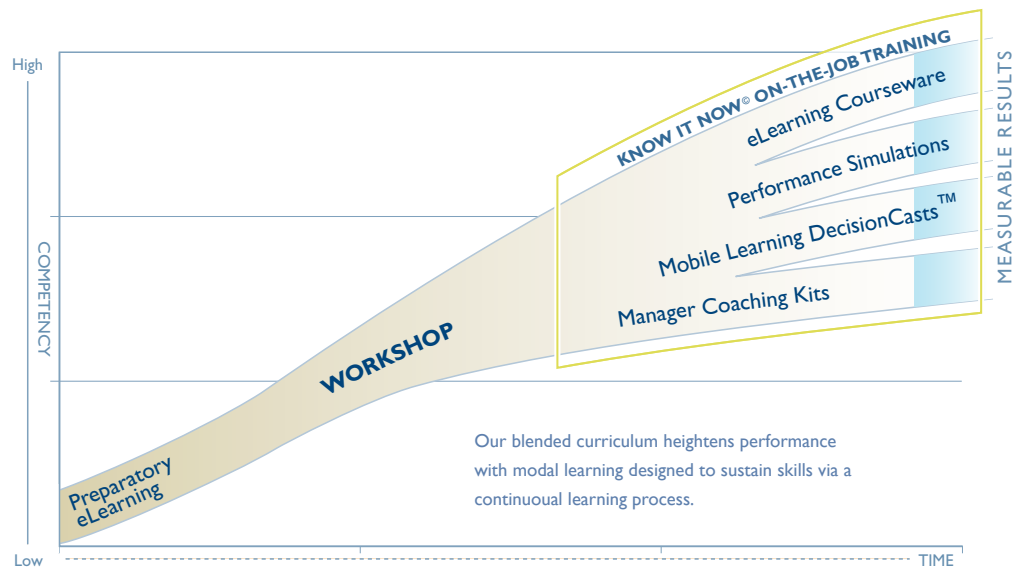 High
KNOW IT NOW© ON-THE-JOB TRAINING
eLearning Courseware
Performance Simulations
Mobile Learning DecisionCasts™
Manager Coaching Kits
MEASURABLE RESULTS
COMPETENCY
WORKSHOP
Our blended curriculum heightens performance
with modal learning designed to sustain skills via a
continuoual learning process.
Preparatory
eLearning
Low
TIME